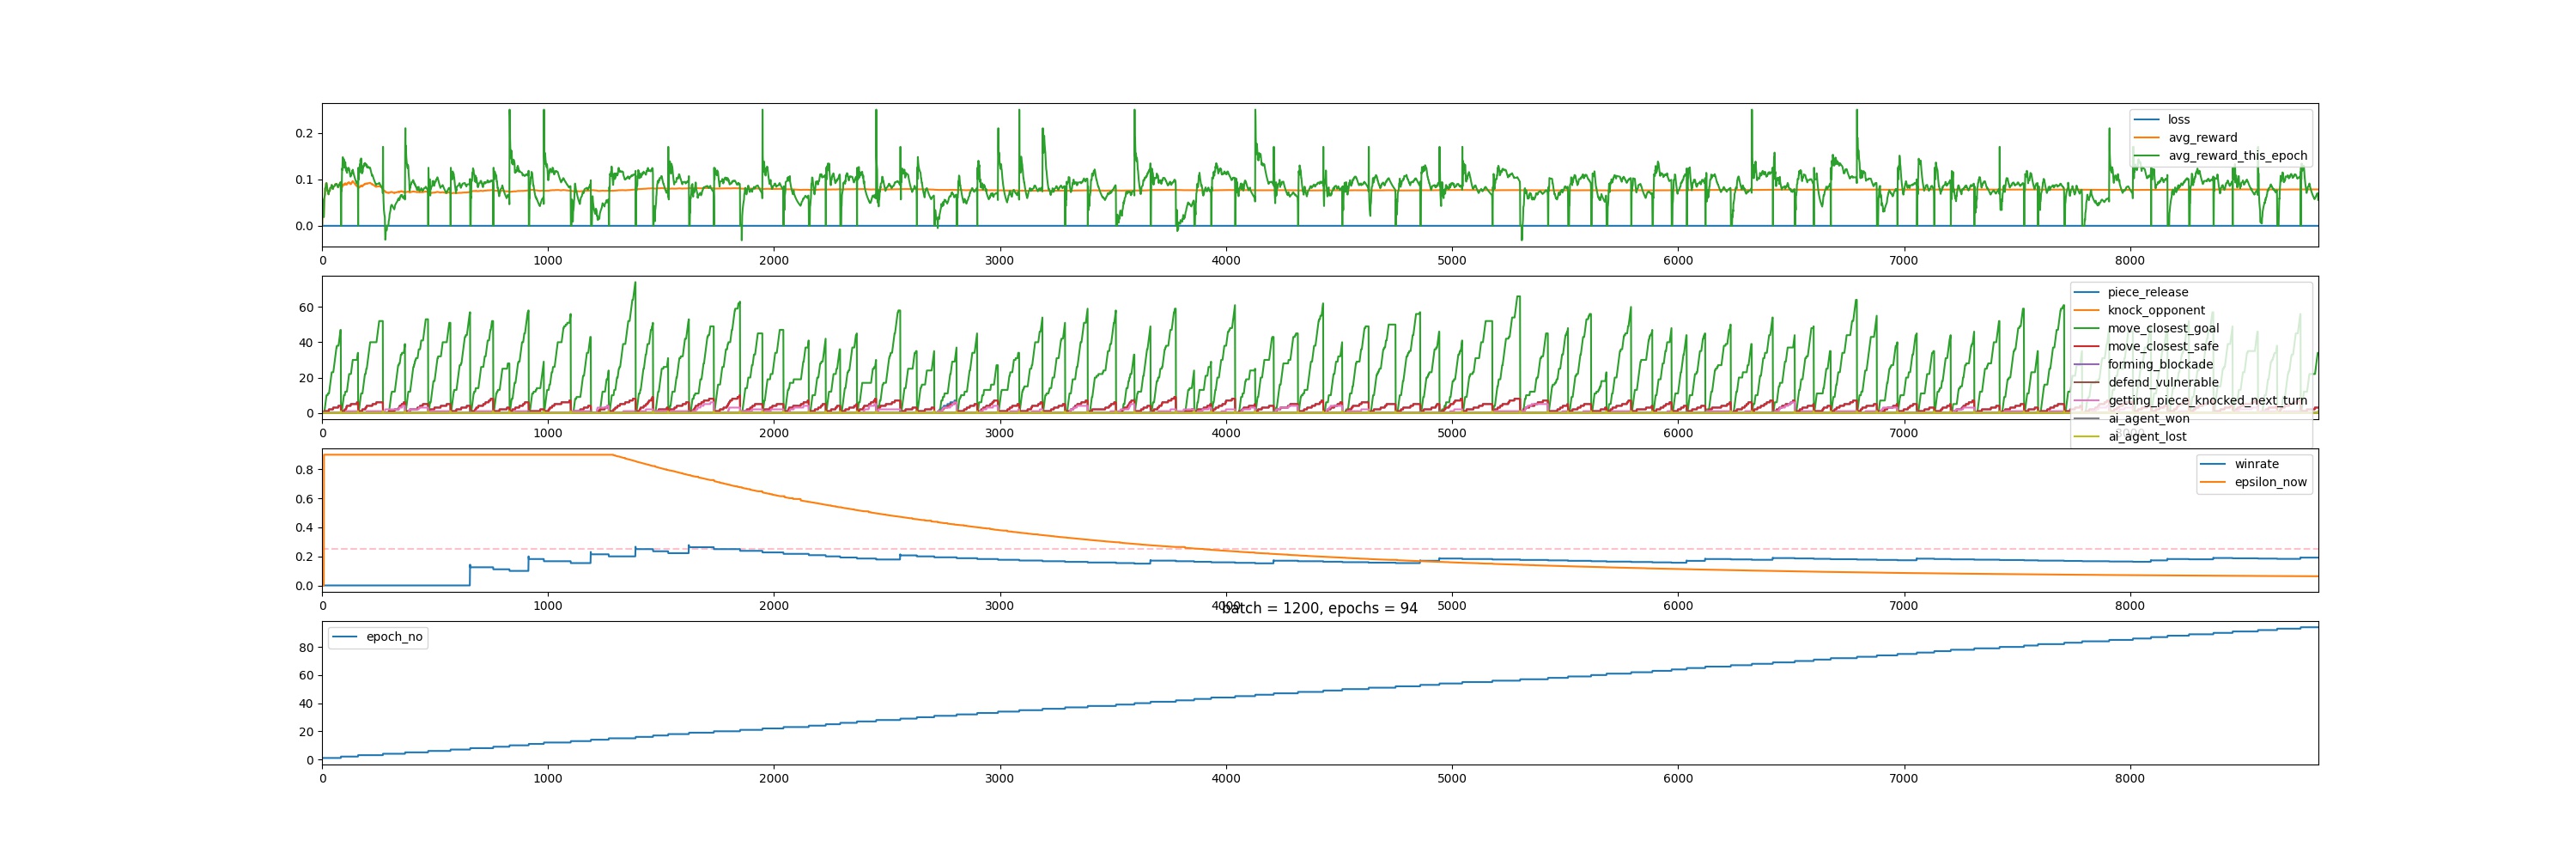 loss
avg_reward
avg_reward_this_epoch
0.2
0.1
0.0
0 1000 2000 3000 4000 5000 6000 7000 8000
piece_release
knock_opponent
move_closest_goal
move_closest_safe
forming_blockade
defend_vulnerable
getting_piece_knocked_next_turn
ai_agent_won
ai_agent_lost
60
40
20
0
0 1000 2000 3000 4000 5000 6000 7000 8000
winrate
epsilon_now
0.8
0.6
0.4
0.2
0.0
0 1000 2000 3000 4000 5000 6000 7000 8000
batch = 1200, epochs = 94
epoch_no
80
60
40
20
0
0 1000 2000 3000 4000 5000 6000 7000 8000